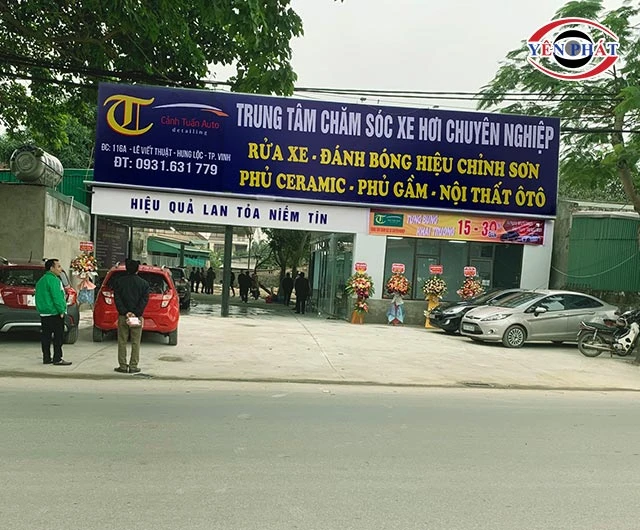 YÊN PHÁT
Cảnh Tuấn Auto
detailing
ĐC: 116A - LÊ VIẾT THUẬT - HƯNG LỘC - TP. VINH
ĐT: 0931.631 779
TRUNG TÂM CHĂM SÓC XE HƠI CHUYÊN NGHIỆP
RỬA XE - ĐÁNH BÓNG HIỆU CHỈNH SƠN
PHỦ CERAMIC - PHỦ GẦM - NỘI THẤT ÔTÔ
HIỆU QUẢ LAN TỎA NIỀM TIN
TƯNG BỪNG
KHAI TRƯƠNG
15 - 30